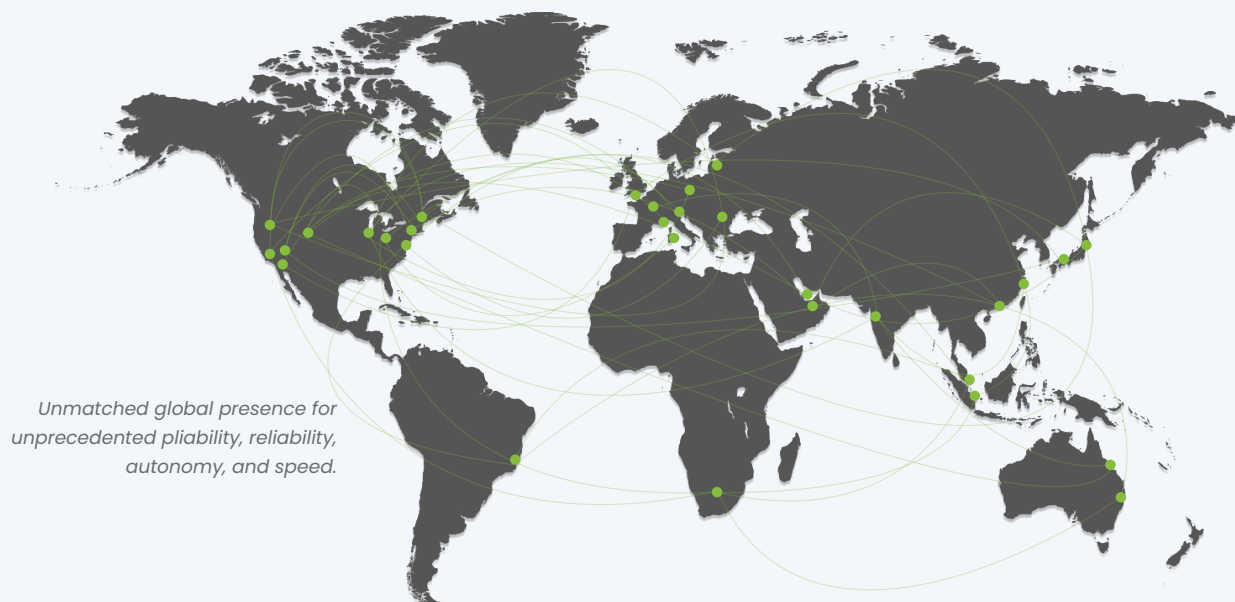 Unmatched global presence for
unprecedented pliability, reliability,
autonomy, and speed.